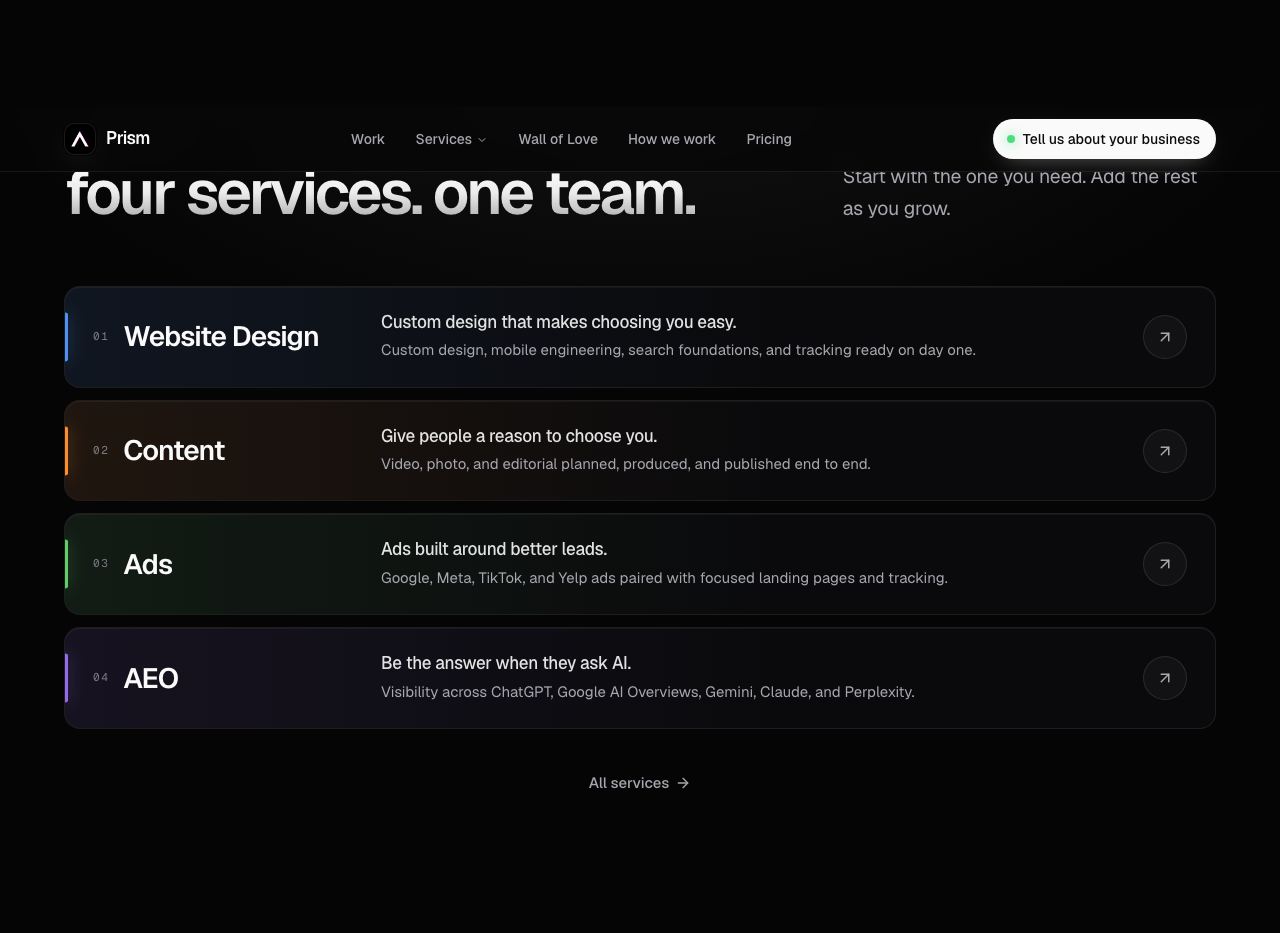 Prism
Work
Services
Wall of Love
How we work
Pricing
Tell us about your business
four services. one team.
Start with the one you need. Add the rest
as you grow.
01
Website Design
Custom design that makes choosing you easy.
Custom design, mobile engineering, search foundations, and tracking ready on day one.
02
Content
Give people a reason to choose you.
Video, photo, and editorial planned, produced, and published end to end.
03
Ads
Ads built around better leads.
Google, Meta, TikTok, and Yelp ads paired with focused landing pages and tracking.
04
AEO
Be the answer when they ask AI.
Visibility across ChatGPT, Google AI Overviews, Gemini, Claude, and Perplexity.
All services